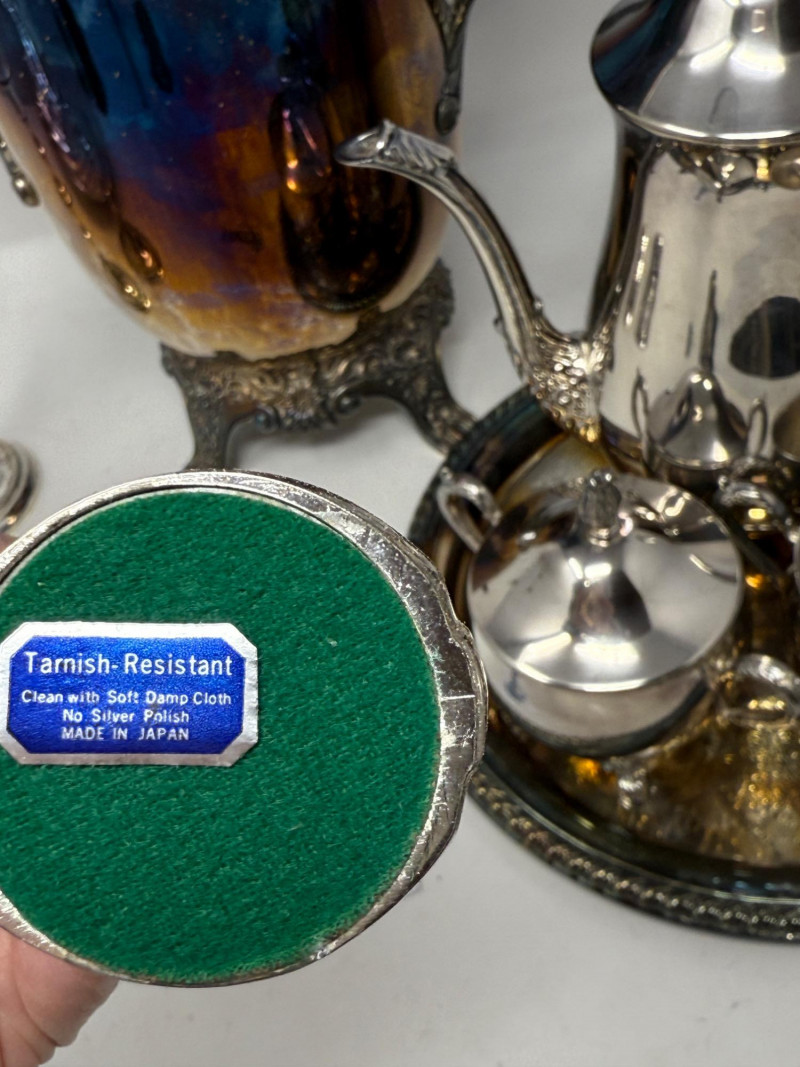 Tarnish-Resistant
Clean with Soft Damp Cloth
No Silver Polish
MADE IN JAPAN